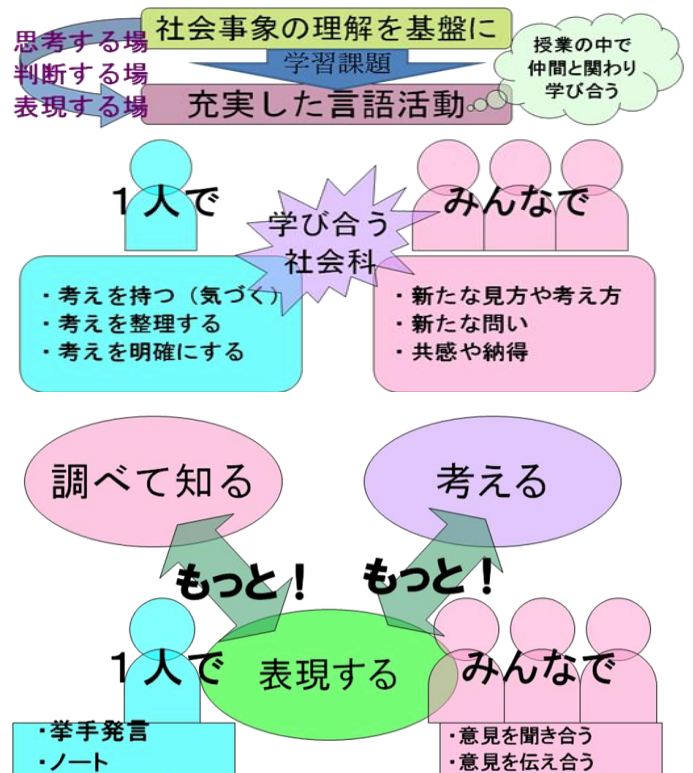 社会事象の理解を基盤に
思考する場
判断する場
表現する場
学習課題
充実した言語活動
授業の中で
仲間と関わり
学び合う
1人で
学び合う
社会科
みんなで
・考えを持つ（気づく）
・考えを整理する
・考えを明確にする
・新たな見方や考え方
・新たな問い
・共感や納得
調べて知る
考える
もっと！
もっと！
1人で
表現する
みんなで
・挙手発言
・ノート
・意見を聞き合う
・意見を伝え合う